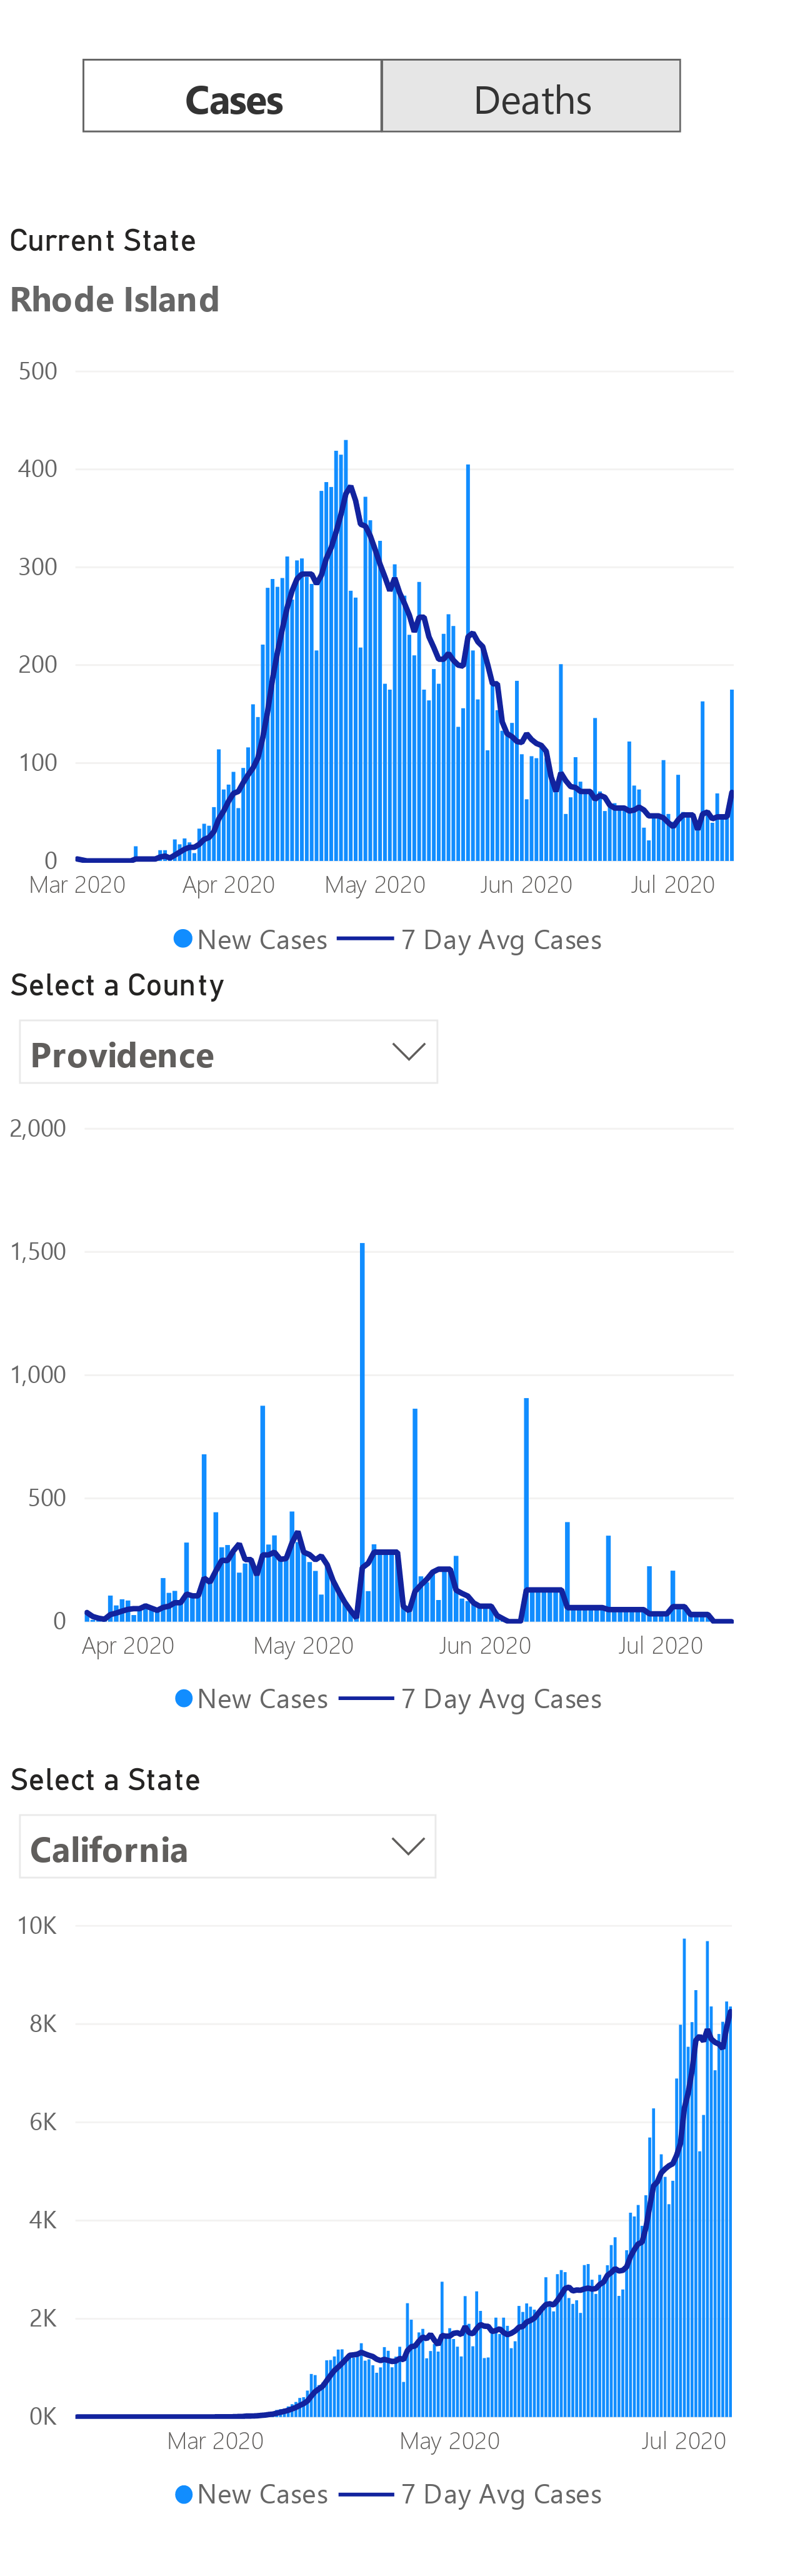 Cases Deaths
Current State
Rhode Island
500
400
300
200
100
0
Mar 2020 Apr 2020 May 2020 Jun 2020 Jul 2020
New Cases 7 Day Avg Cases
Select a County
Providence
2,000
1,500
1,000
500
0
Apr 2020 May 2020 Jun 2020 Jul 2020
New Cases 7 Day Avg Cases
Select a State
California
10K
8K
6K
4K
2K
0K
Mar 2020 May 2020 Jul 2020
New Cases 7 Day Avg Cases